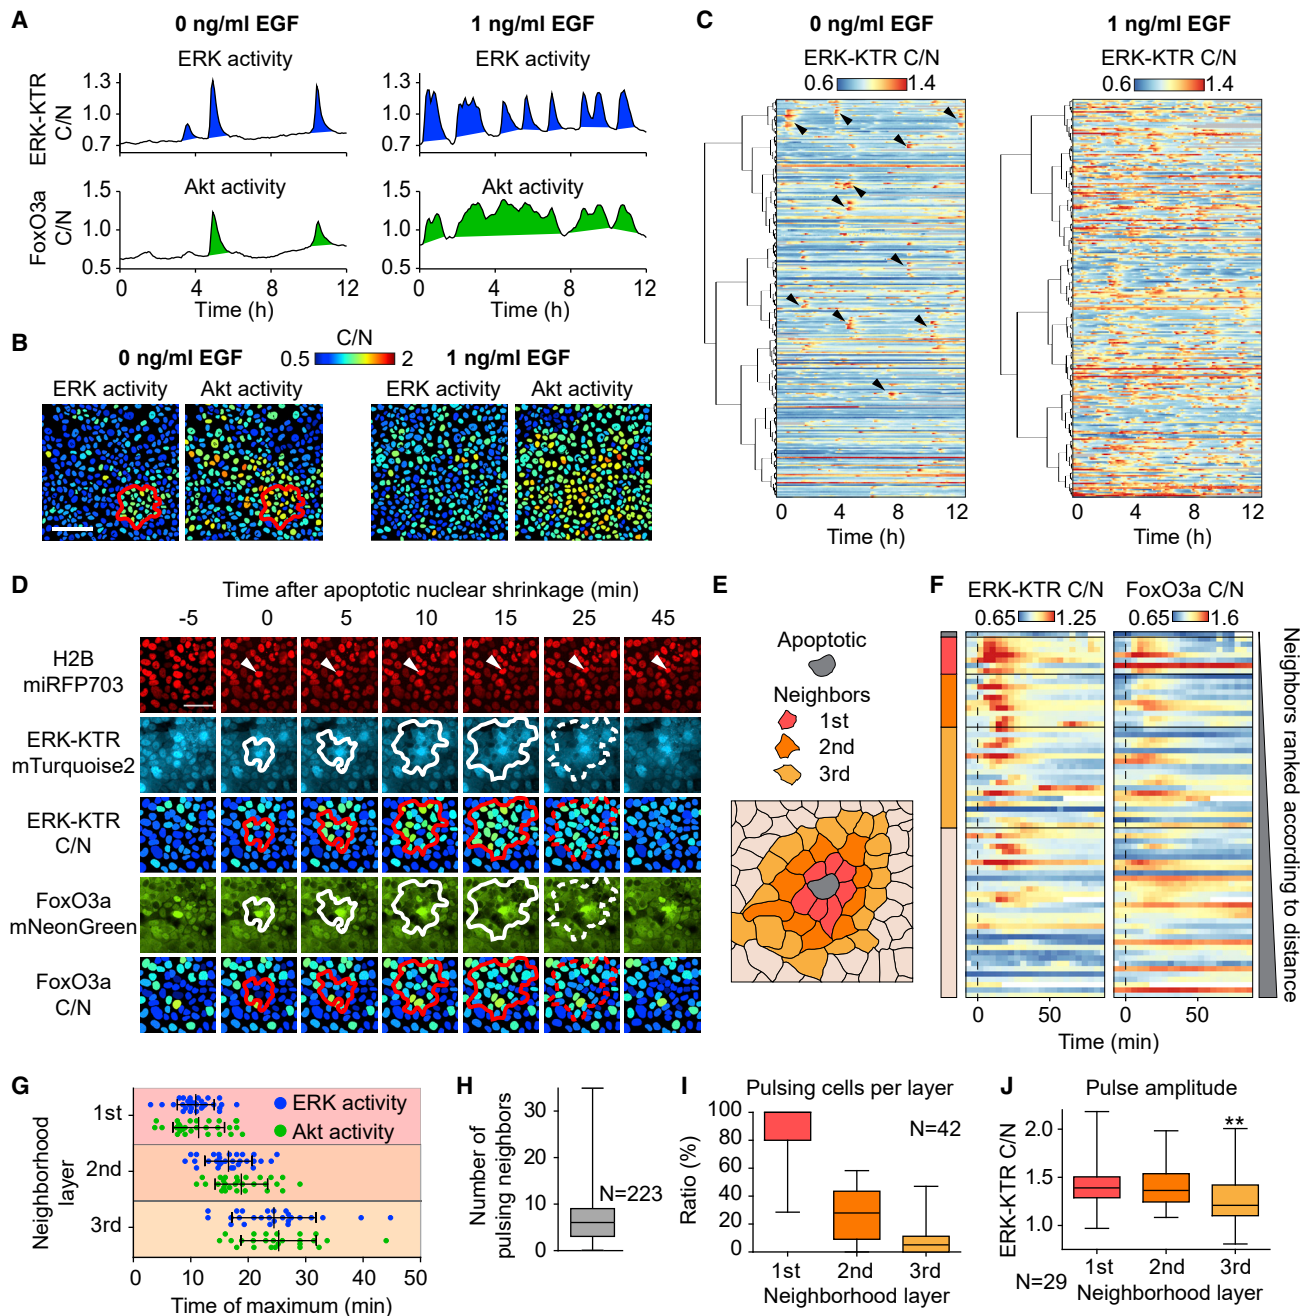 A
0 ng/ml EGF
1 ng/ml EGF
ERK activity
ERK activity
ERK-KTR
C/N
1.3
1.0
0.7
1.3
1.0
0.7
Akt activity
Akt activity
FoxO3a
C/N
1.5
1.0
0.5
1.5
1.0
0.5
0 4 8 12
0 4 8 12
Time (h)
Time (h)
B
C/N
0 ng/ml EGF
0.5 2
1 ng/ml EGF
ERK activity
Akt activity
ERK activity
Akt activity
C
0 ng/ml EGF
1 ng/ml EGF
ERK-KTR C/N
ERK-KTR C/N
0.6 1.4
0.6 1.4
0 4 8 12
0 4 8 12
Time (h)
Time (h)
D
Time after apoptotic nuclear shrinkage (min)
-5 0 5 10 15 25 45
H2B
miRFP703
ERK-KTR
mTurquoise2
ERK-KTR
C/N
FoxO3a
mNeonGreen
FoxO3a
C/N
E
Apoptotic
Neighbors
1st
2nd
3rd
F
ERK-KTR C/N
FoxO3a C/N
0.65 1.25
0.65 1.6
Neighbors ranked according to distance
0 50
0 50
Time (min)
G
Neighborhood
layer
1st
2nd
3rd
ERK activity
Akt activity
0 10 20 30 40 50
Time of maximum (min)
H
Number of
pulsing neighbors
30
20
10
0
N=223
I
Pulsing cells per layer
Ratio (%)
100
80
60
40
20
0
N=42
1st 2nd 3rd
Neighborhood layer
J
Pulse amplitude
ERK-KTR C/N
2.0
1.5
1.0
**
N=29
1st 2nd 3rd
Neighborhood layer